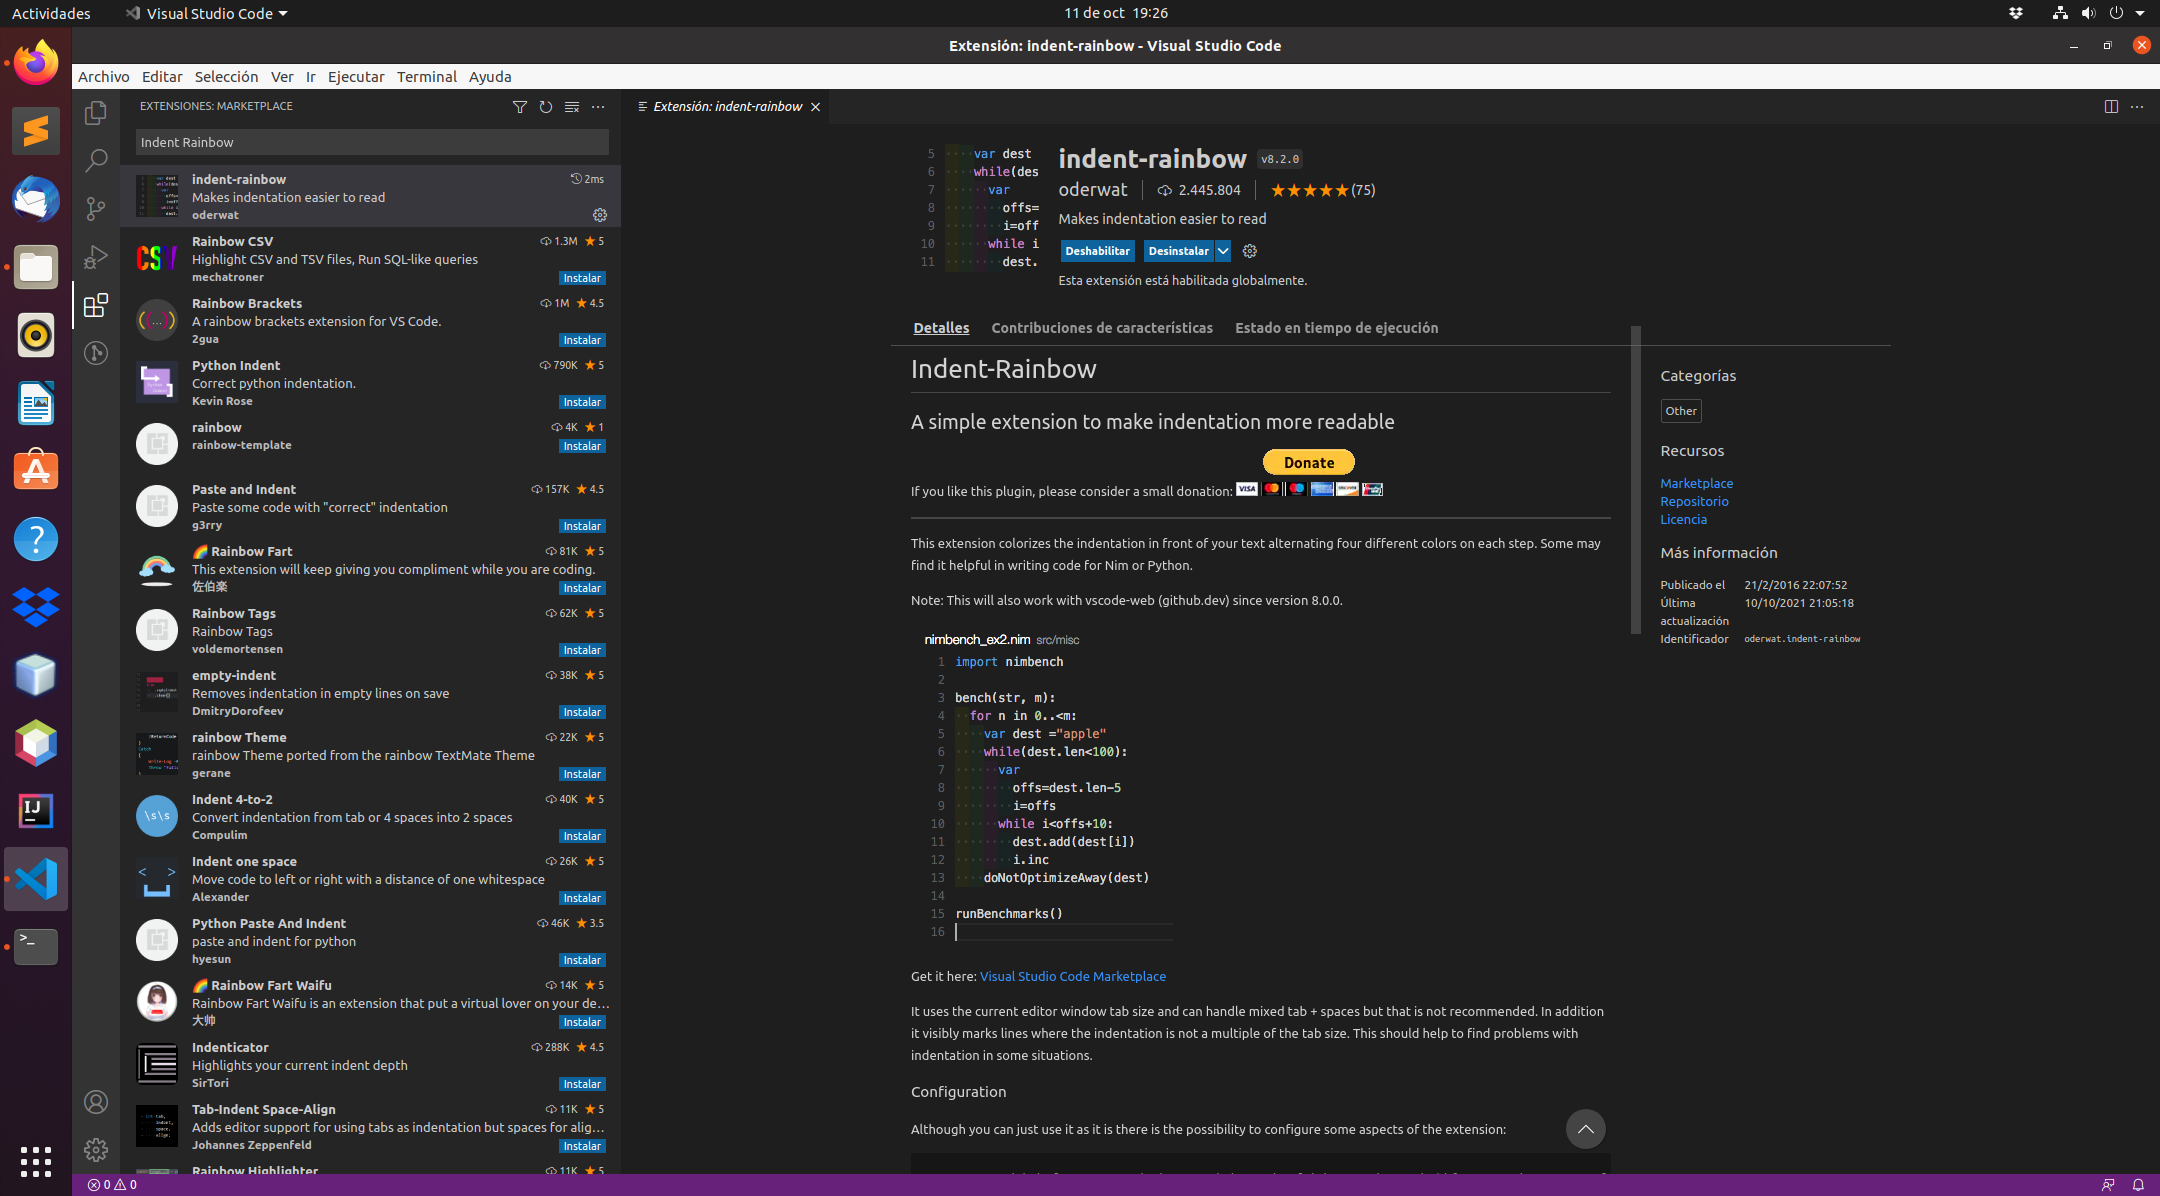 Actividades
Visual Studio Code
11 de oct 19:26
Extensión: indent-rainbow - Visual Studio Code
Archivo Editar Selección Ver Ir Ejecutar Terminal Ayuda
EXTENSIONES: MARKETPLACE
Indent Rainbow
indent-rainbow 2ms
Makes indentation easier to read
oderwat
Rainbow CSV 1.3M ★ 5
Highlight CSV and TSV files, Run SQL-like queries
mechatroner Instalar
Rainbow Brackets 1M ★ 4.5
A rainbow brackets extension for VS Code.
2gua Instalar
Python Indent 790K ★ 5
Correct python indentation.
Kevin Rose Instalar
rainbow 4K ★ 1
rainbow-template Instalar
Paste and Indent 157K ★ 4.5
Paste some code with "correct" indentation
g3rry Instalar
🌈 Rainbow Fart 81K ★ 5
This extension will keep giving you compliment while you are coding.
佐伯楽 Instalar
Rainbow Tags 62K ★ 5
Rainbow Tags
voldemortensen Instalar
empty-indent 38K ★ 5
Removes indentation in empty lines on save
DmitryDorofeev Instalar
rainbow Theme 22K ★ 5
rainbow Theme ported from the rainbow TextMate Theme
gerane Instalar
Indent 4-to-2 40K ★ 5
Convert indentation from tab or 4 spaces into 2 spaces
Compulim Instalar
Indent one space 26K ★ 5
Move code to left or right with a distance of one whitespace
Alexander Instalar
Python Paste And Indent 46K ★ 3.5
paste and indent for python
hyesun Instalar
🌈 Rainbow Fart Waifu 14K ★ 5
Rainbow Fart Waifu is an extension that put a virtual lover on your de…
大帅 Instalar
Indenticator 288K ★ 4.5
Highlights your current indent depth
SirTori Instalar
Tab-Indent Space-Align 11K ★ 5
Adds editor support for using tabs as indentation but spaces for alig…
Johannes Zeppenfeld Instalar
Rainbow Highlighter 11K ★ 5
CSV
\s\s
IJ
Extensión: indent-rainbow
5 var dest
6 while(des
7 var
8 offs=
9 i=off
10 while i
11 dest.
indent-rainbow v8.2.0
oderwat 2.445.804 ★★★★★(75)
Makes indentation easier to read
Deshabilitar Desinstalar
Esta extensión está habilitada globalmente.
Detalles Contribuciones de características Estado en tiempo de ejecución
Indent-Rainbow
A simple extension to make indentation more readable
Donate
If you like this plugin, please consider a small donation: VISA
This extension colorizes the indentation in front of your text alternating four different colors on each step. Some may
find it helpful in writing code for Nim or Python.
Note: This will also work with vscode-web (github.dev) since version 8.0.0.
nimbench_ex2.nim src/misc
1 import nimbench
2
3 bench(str, m):
4 for n in 0..<m:
5 var dest ="apple"
6 while(dest.len<100):
7 var
8 offs=dest.len-5
9 i=offs
10 while i<offs+10:
11 dest.add(dest[i])
12 i.inc
13 doNotOptimizeAway(dest)
14
15 runBenchmarks()
16
Get it here: Visual Studio Code Marketplace
It uses the current editor window tab size and can handle mixed tab + spaces but that is not recommended. In addition
it visibly marks lines where the indentation is not a multiple of the tab size. This should help to find problems with
indentation in some situations.
Configuration
Although you can just use it as it is there is the possibility to configure some aspects of the extension:
Categorías
Other
Recursos
Marketplace
Repositorio
Licencia
Más información
Publicado el 21/2/2016 22:07:52
Última 10/10/2021 21:05:18
actualización
Identificador oderwat.indent-rainbow
0 0